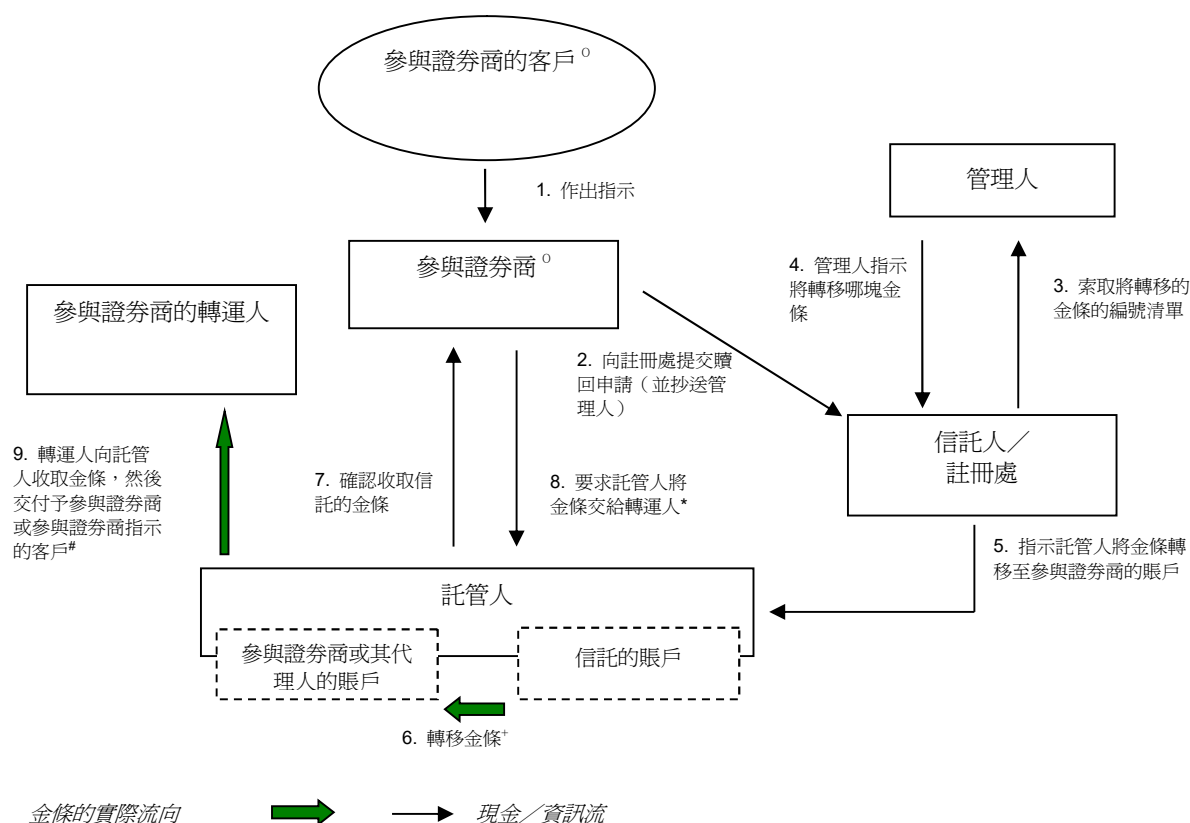 參與證券商的客戶○
1. 作出指示
管理人
參與證券商○
4. 管理人指示
將轉移哪塊金
條
3. 索取將轉移的
金條的編號清單
參與證券商的轉運人
2. 向註冊處提交贖
回申請（並抄送管
理人）
信託人／
註冊處
9. 轉運人向託管
人收取金條，然後
交付予參與證券商
或參與證券商指示
的客戶#
7. 確認收取信
託的金條
8. 要求託管人將
金條交給轉運人*
5. 指示託管人將金條轉
移至參與證券商的賬戶
託管人
參與證券商或其代
理人的賬戶
信託的賬戶
6. 轉移金條+
金條的實際流向
現金／資訊流